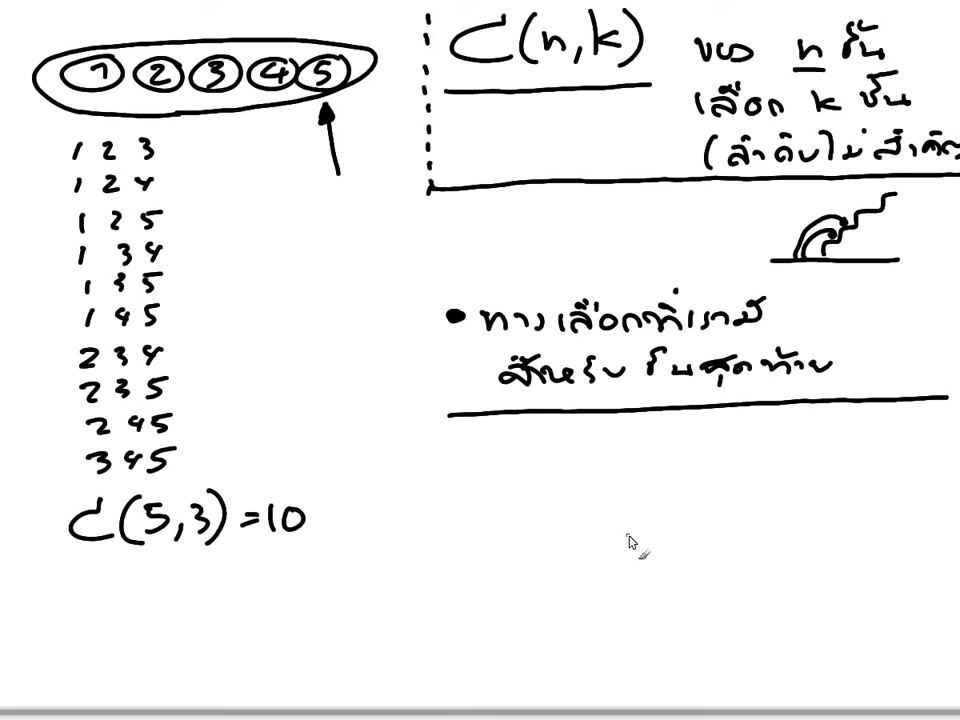 1 2 3 4 5
1 2 3
1 2 4
1 2 5
1 3 4
1 3 5
1 4 5
2 3 4
2 3 5
2 4 5
3 4 5
C(5,3) = 10
C(n,k)
ของ n ชิ้น
เลือก k ชิ้น
(ลำดับไม่สำคัญ
• ทางเลือกที่เรามี
สำหรับ ชิ้นสุดท้าย